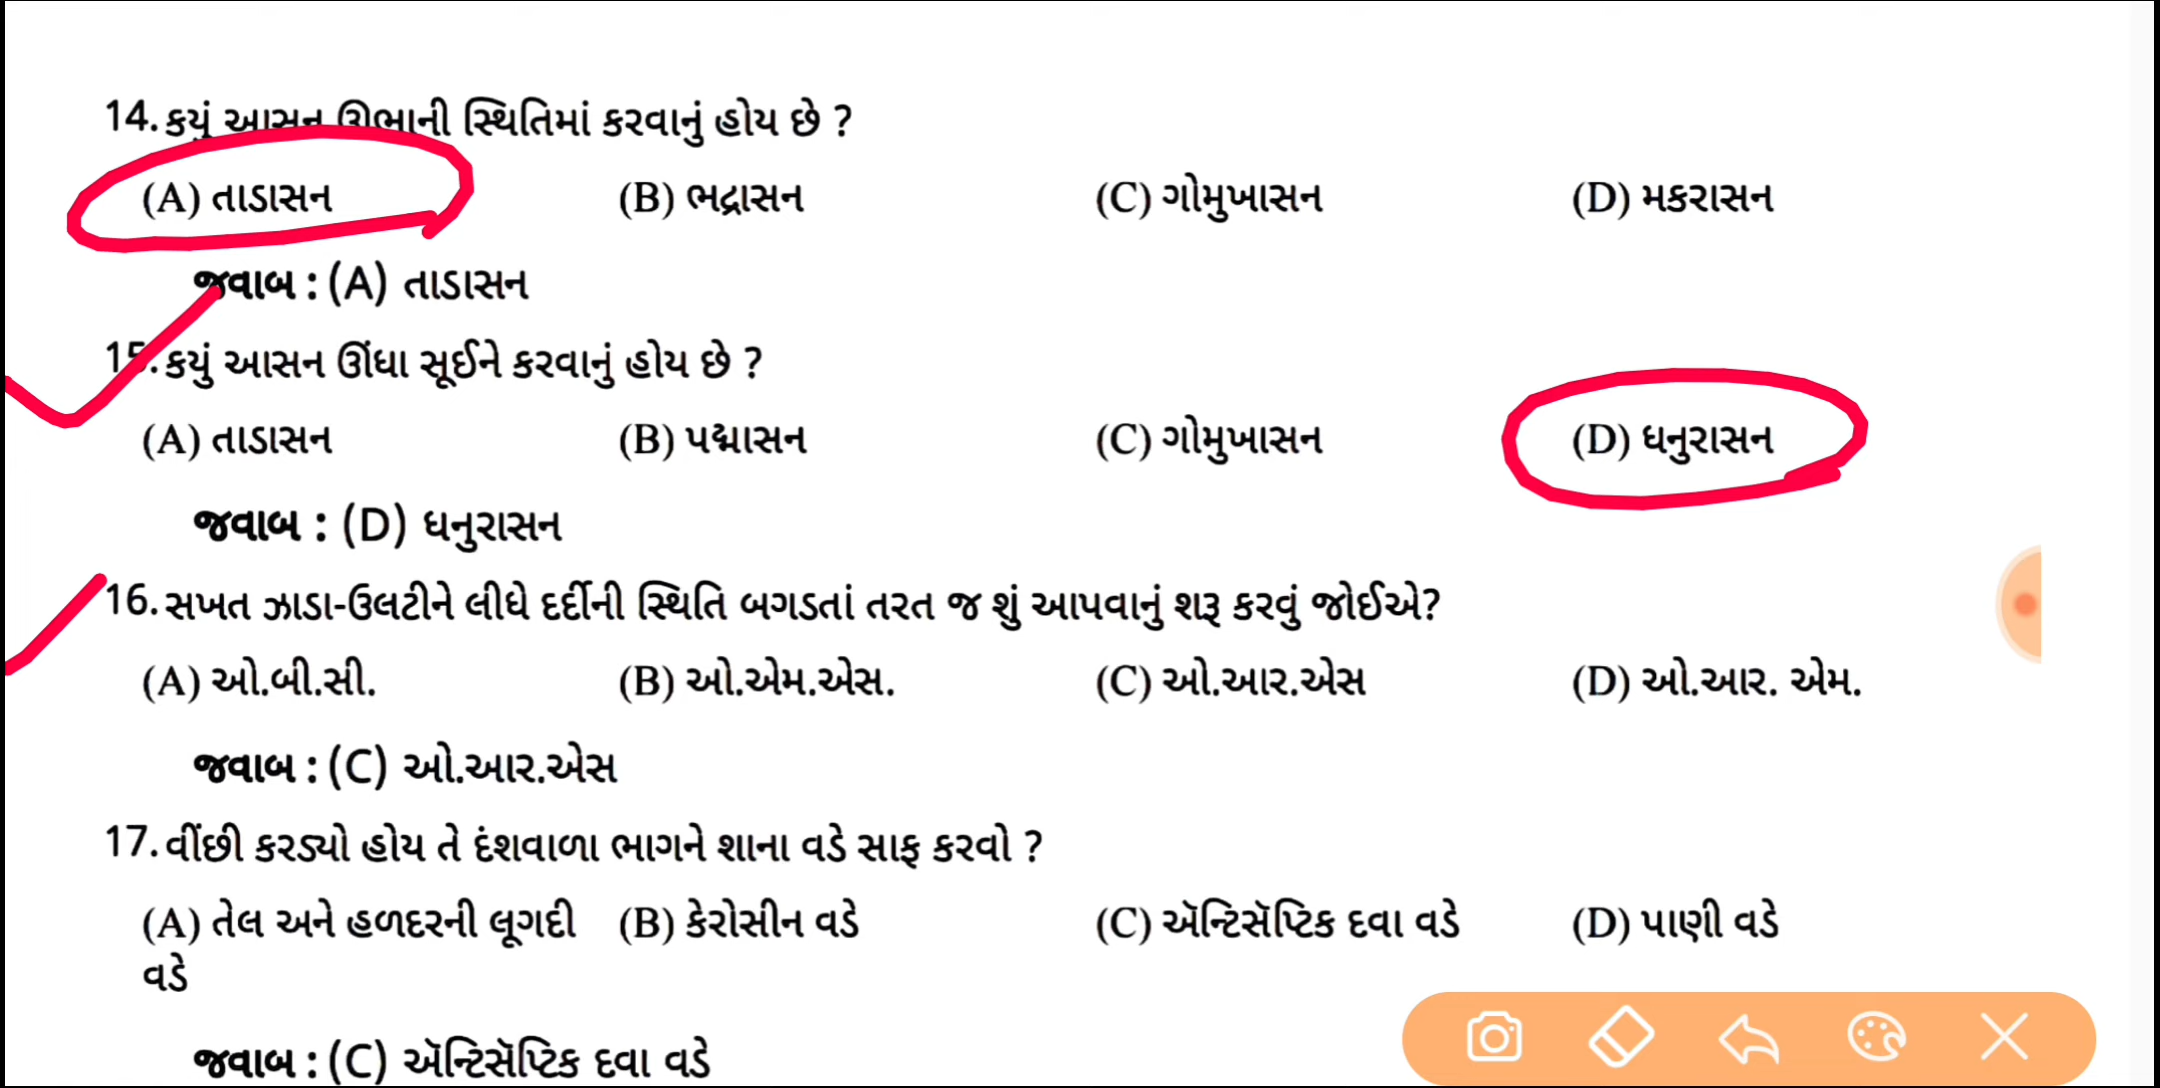 14. કયું આસન ઊભાની સ્થિતિમાં કરવાનું હોય છે ?
(A) તાડાસન (B) ભદ્રાસન (C) ગોમુખાસન (D) મકરાસન
જવાબ : (A) તાડાસન
15. કયું આસન ઊંધા સૂઈને કરવાનું હોય છે ?
(A) તાડાસન (B) પદ્માસન (C) ગોમુખાસન (D) ધનુરાસન
જવાબ : (D) ધનુરાસન
16. સખત ઝાડા-ઉલટીને લીધે દર્દીની સ્થિતિ બગડતાં તરત જ શું આપવાનું શરૂ કરવું જોઈએ?
(A) ઓ.બી.સી. (B) ઓ.એમ.એસ. (C) ઓ.આર.એસ (D) ઓ.આર. એમ.
જવાબ : (C) ઓ.આર.એસ
17. વીંછી કરડ્યો હોય તે દંશવાળા ભાગને શાના વડે સાફ કરવો ?
(A) તેલ અને હળદરની લૂગદી (B) કેરોસીન વડે (C) ઍન્ટિસૅપ્ટિક દવા વડે (D) પાણી વડે
વડે
જવાબ : (C) ઍન્ટિસૅપ્ટિક દવા વડે